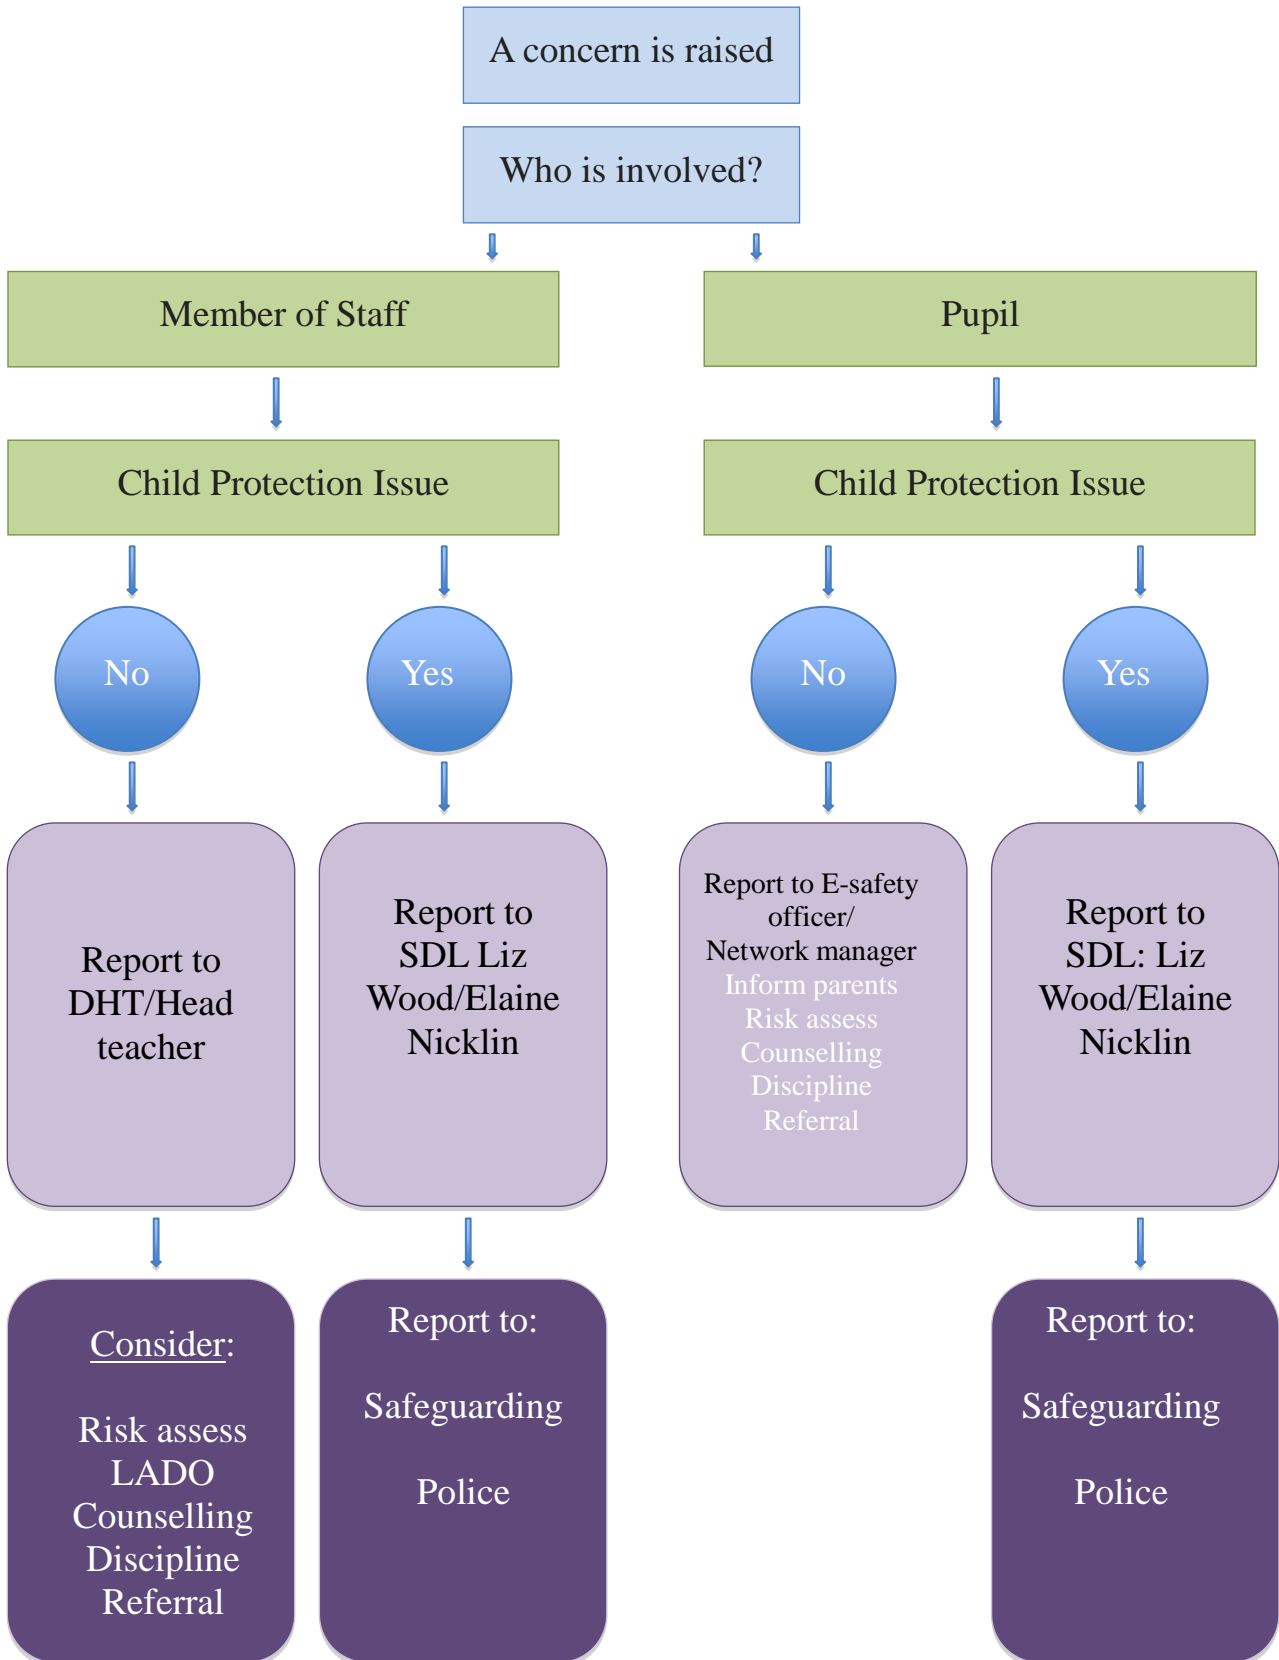 A concern is raised
Who is involved?
Member of Staff
Pupil
Child Protection Issue
Child Protection Issue
No
Yes
No
Yes
Report to
DHT/Head
teacher
Report to
SDL Liz
Wood/Elaine
Nicklin
Report to E-safety
officer/
Network manager
Inform parents
Risk assess
Counselling
Discipline
Referral
Report to
SDL: Liz
Wood/Elaine
Nicklin
Consider:
Risk assess
LADO
Counselling
Discipline
Referral
Report to:
Safeguarding
Police
Report to:
Safeguarding
Police